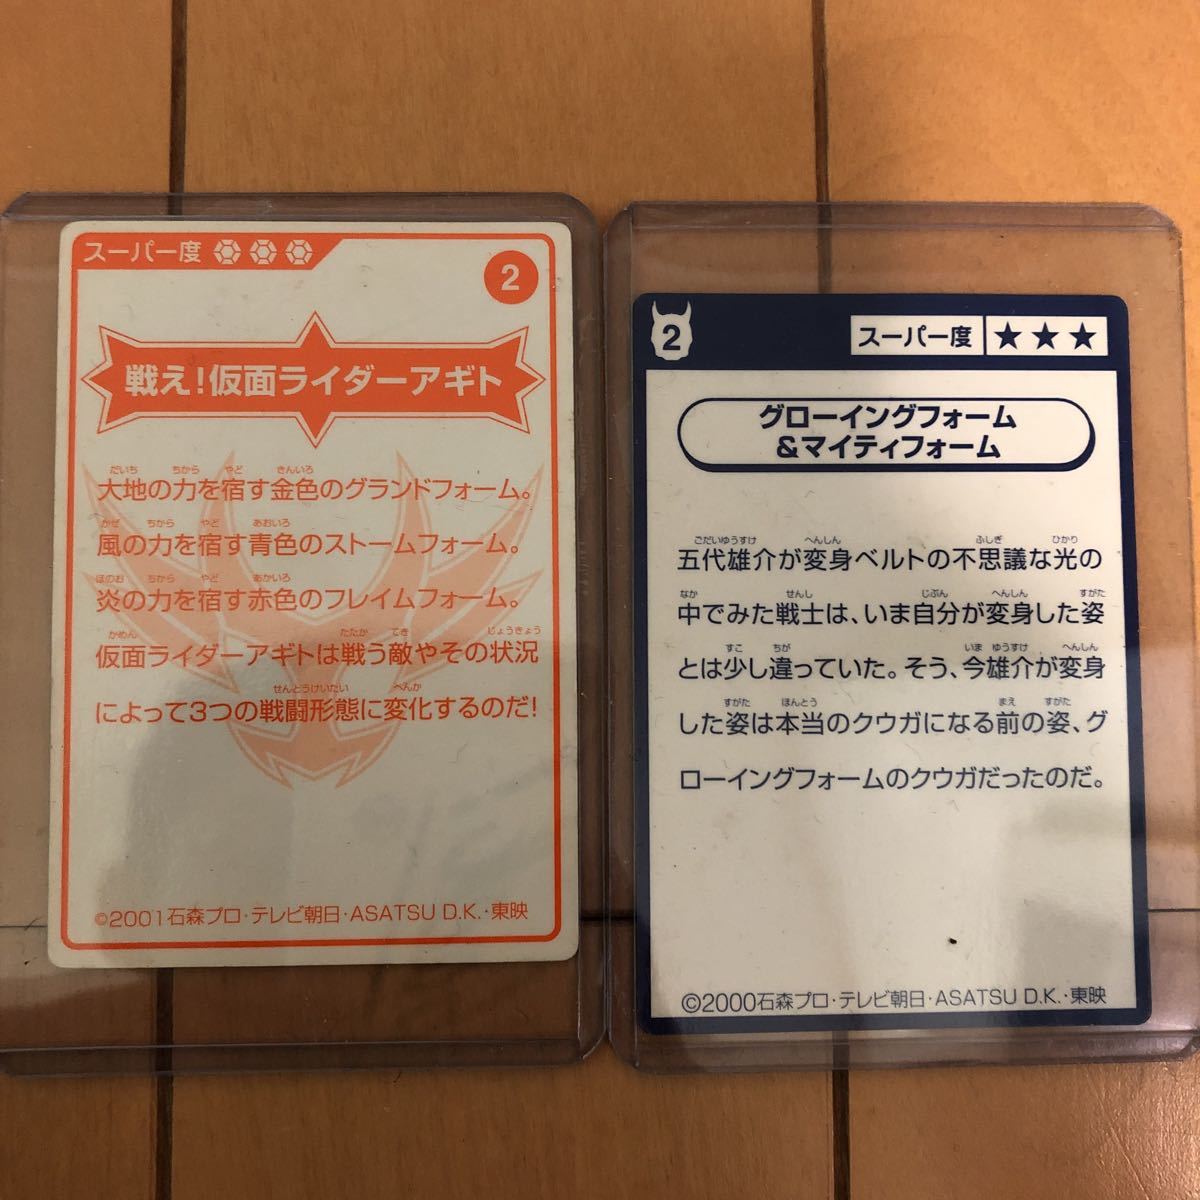 スーパー度
2
戦え!仮面ライダーアギト
だいち ちから やど きんいろ
大地の力を宿す金色のグランドフォーム。
かぜ ちから やど あおいろ
風の力を宿す青色のストームフォーム。
ほのお ちから やど あかいろ
炎の力を宿す赤色のフレイムフォーム。
かめん たたか てき じょうきょう
仮面ライダーアギトは戦う敵やその状況
せんとうけいたい へんか
によって3つの戦闘形態に変化するのだ!
©2001石森プロ・テレビ朝日・ASATSU D.K.・東映
2
スーパー度 ★★★
グローイングフォーム
&マイティフォーム
ごだいゆうすけ へんしん ふしぎ ひかり
五代雄介が変身ベルトの不思議な光の
なか せんし じぶん へんしん すがた
中でみた戦士は、いま自分が変身した姿
すこ ちが いま ゆうすけ へんしん
とは少し違っていた。そう、今雄介が変身
すがた ほんとう まえ すがた
した姿は本当のクウガになる前の姿、グ
ローイングフォームのクウガだったのだ。
©2000石森プロ・テレビ朝日・ASATSU D.K.・東映